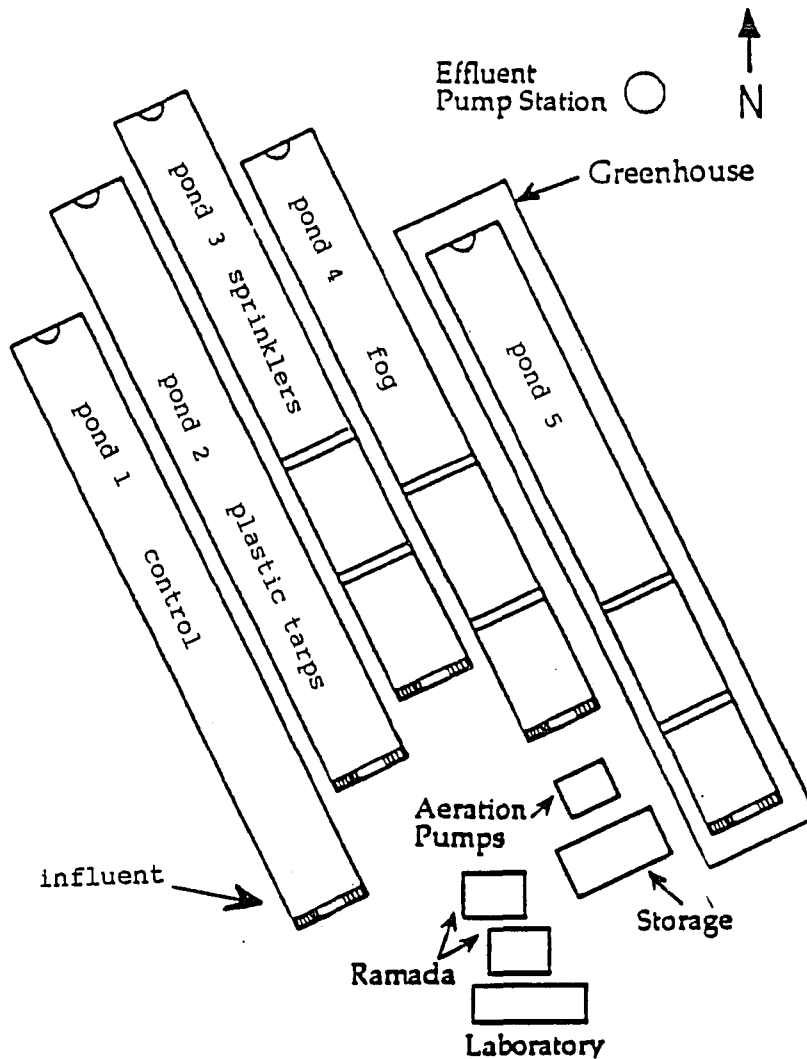 Effluent
Pump Station
N
Greenhouse
pond 3 sprinklers
pond 4 fog
pond 5
pond 2 plastic tarps
pond 1 control
Aeration
Pumps
influent
Storage
Ramada
Laboratory